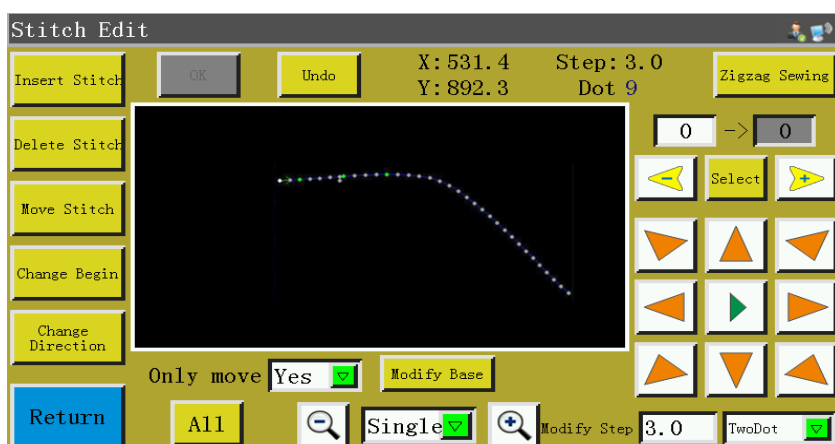 Stitch Edit
Insert Stitch
OK
Undo
X:531.4
Step:3.0
Y:892.3
Dot 9
Zigzag Sewing
0
->
0
Delete Stitch
-
Select
+
Move Stitch
Change Begin
Change
Direction
Only move
Yes
Modify Base
Return
All
Single
Modify Step
3.0
TwoDot